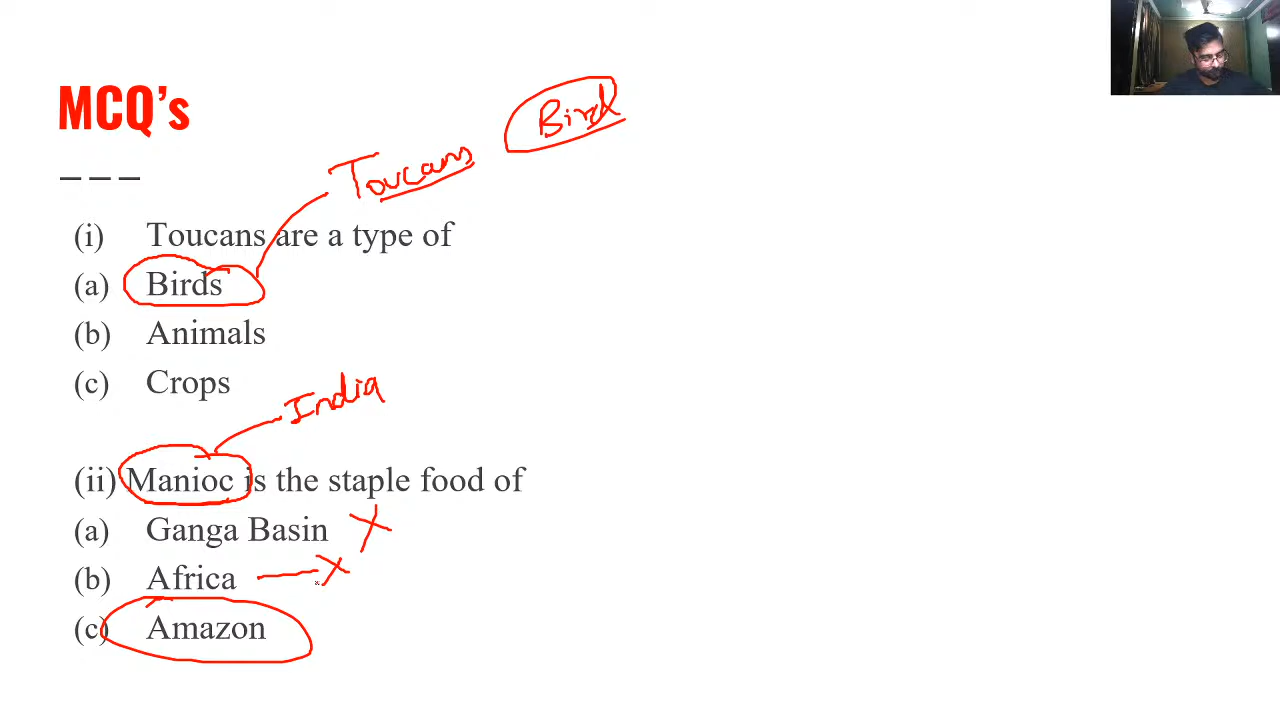 MCQ's
Bird
Toucans
(i) Toucans are a type of
(a) Birds
(b) Animals
(c) Crops
India
(ii) Manioc is the staple food of
(a) Ganga Basin
(b) Africa
(c) Amazon